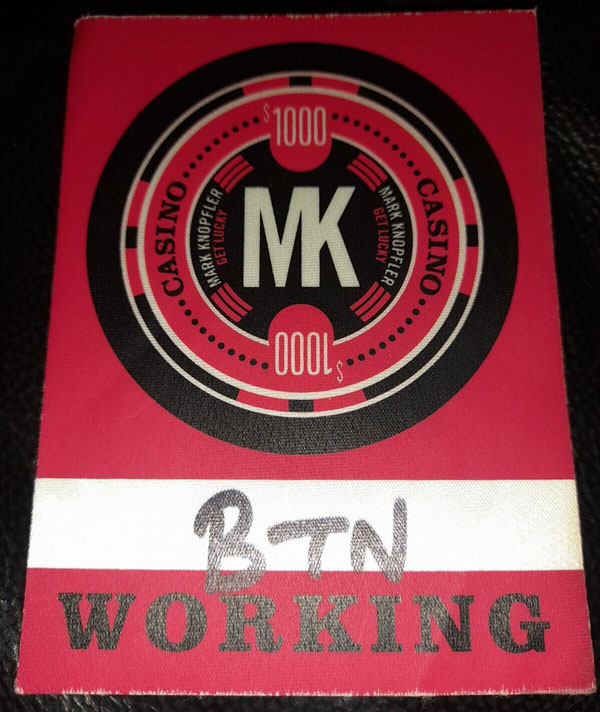 $1000
CASINO
MARK KNOPFLER
GET LUCKY
MK
MARK KNOPFLER
GET LUCKY
CASINO
$1000
BTN
WORKING